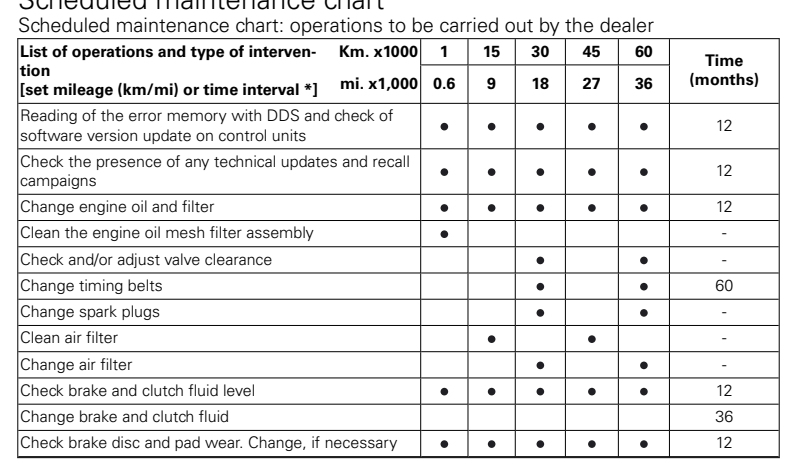 Scheduled maintenance chart
Scheduled maintenance chart: operations to be carried out by the dealer
List of operations and type of interven- Km. x1000 1 15 30 45 60 Time
tion
[set mileage (km/mi) or time interval *] mi. x1,000 0.6 9 18 27 36 (months)
Reading of the error memory with DDS and check of
software version update on control units ● ● ● ● ● 12
Check the presence of any technical updates and recall
campaigns ● ● ● ● ● 12
Change engine oil and filter ● ● ● ● ● 12
Clean the engine oil mesh filter assembly ● -
Check and/or adjust valve clearance ● ● -
Change timing belts ● ● 60
Change spark plugs ● ● -
Clean air filter ● ● -
Change air filter ● ● -
Check brake and clutch fluid level ● ● ● ● ● 12
Change brake and clutch fluid 36
Check brake disc and pad wear. Change, if necessary ● ● ● ● ● 12